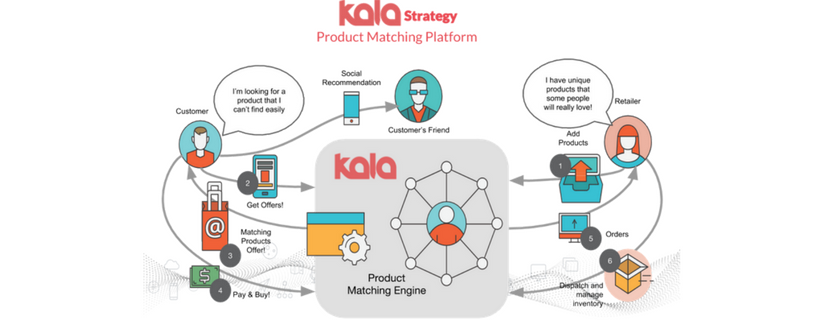 kala Strategy
Product Matching Platform
I'm looking for a
product that I
can't find easily
Customer
Social
Recommendation
Customer's Friend
I have unique
products that
some people
will really love!
Retailer
Add
Products
1
kala
2
Get Offers!
@
Matching
Products
Offer!
3
$
4
Pay & Buy!
Product
Matching Engine
Orders
5
6
Dispatch and
manage
inventory